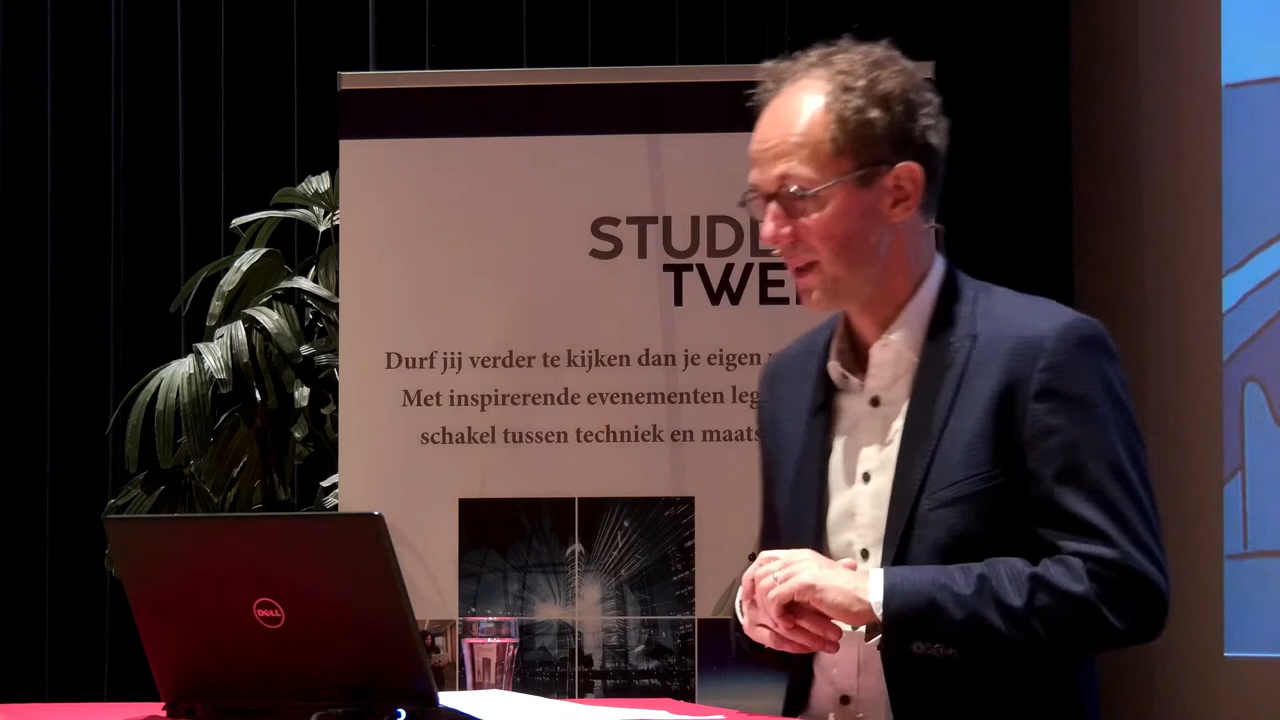 STUDE
TWE
Durf jij verder te kijken dan je eigen
Met inspirerende evenementen leg
schakel tussen techniek en maats
DELL